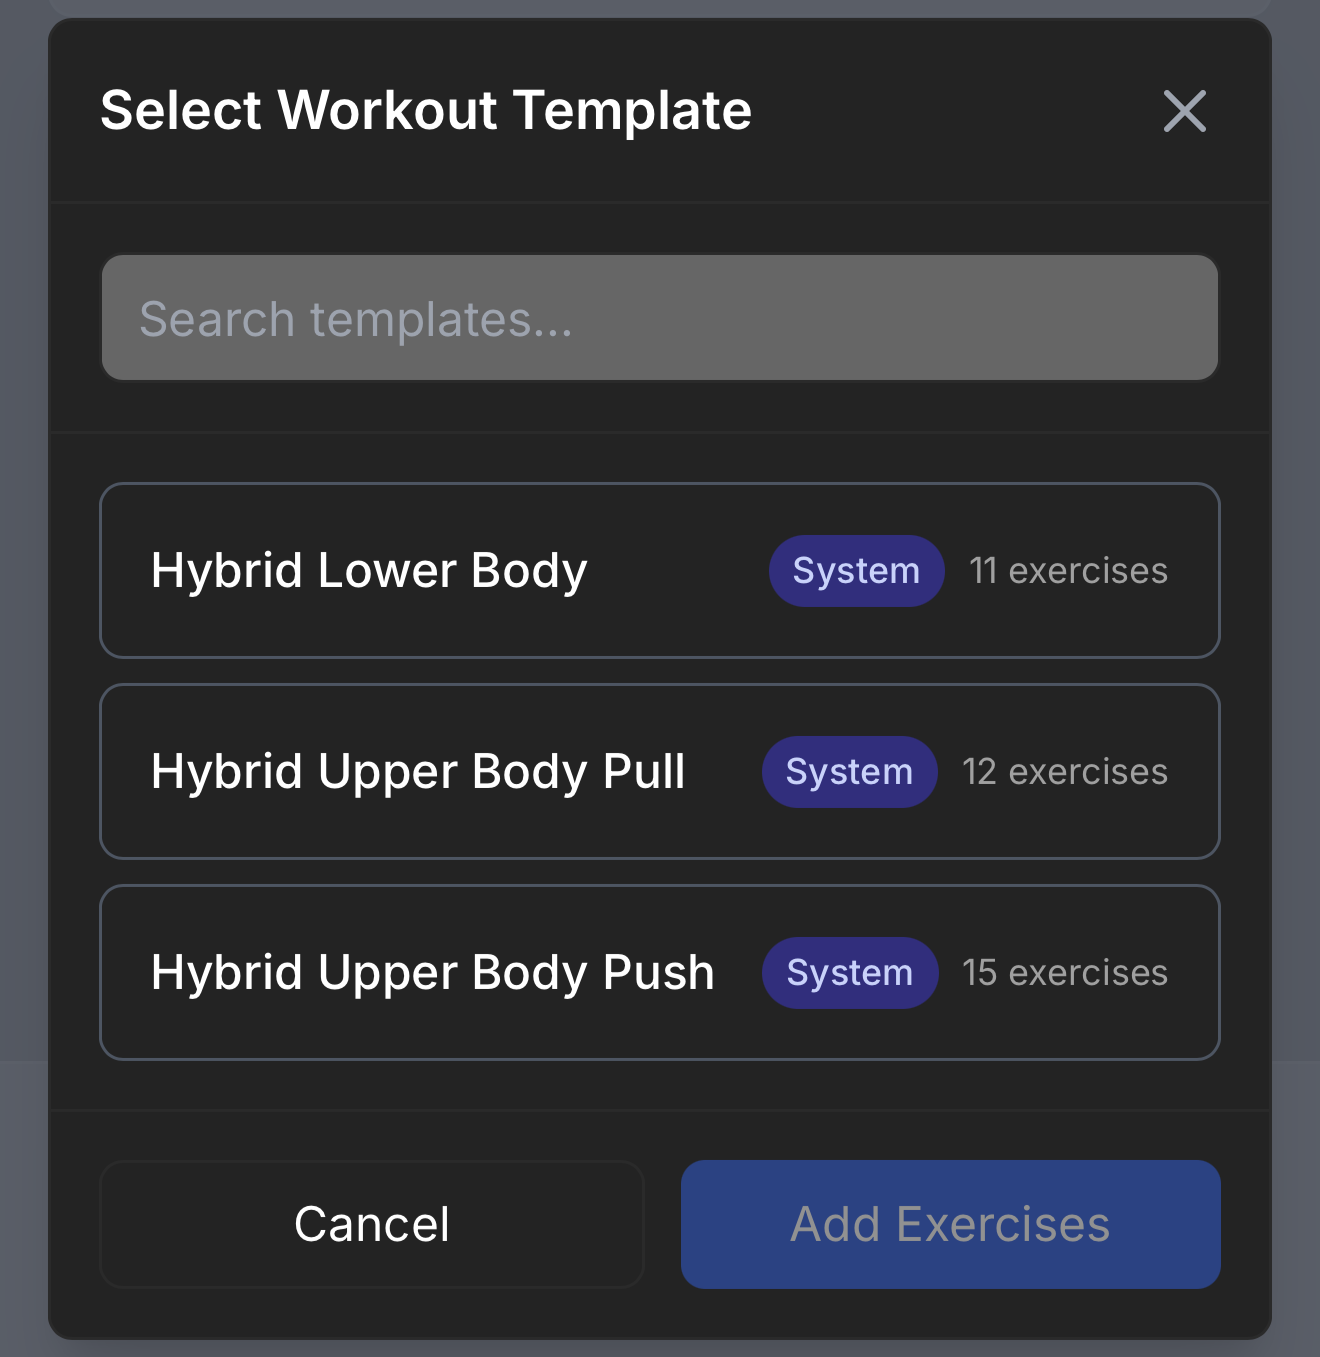 Select Workout Template
Search templates...
Hybrid Lower Body System 11 exercises
Hybrid Upper Body Pull System 12 exercises
Hybrid Upper Body Push System 15 exercises
Cancel Add Exercises